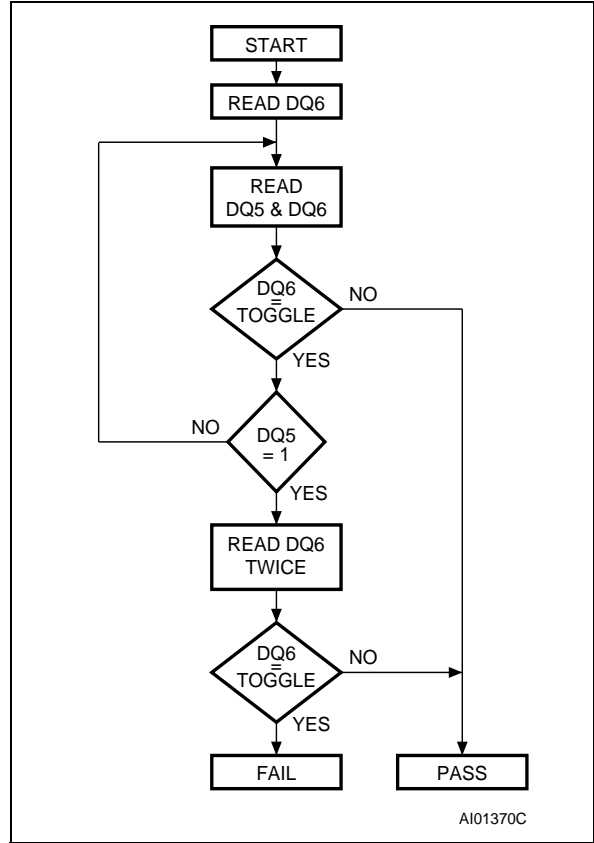 START
READ DQ6
READ
DQ5 & DQ6
DQ6
=
TOGGLE
NO
YES
NO
DQ5
= 1
YES
READ DQ6
TWICE
DQ6
=
TOGGLE
NO
YES
FAIL
PASS
AI01370C